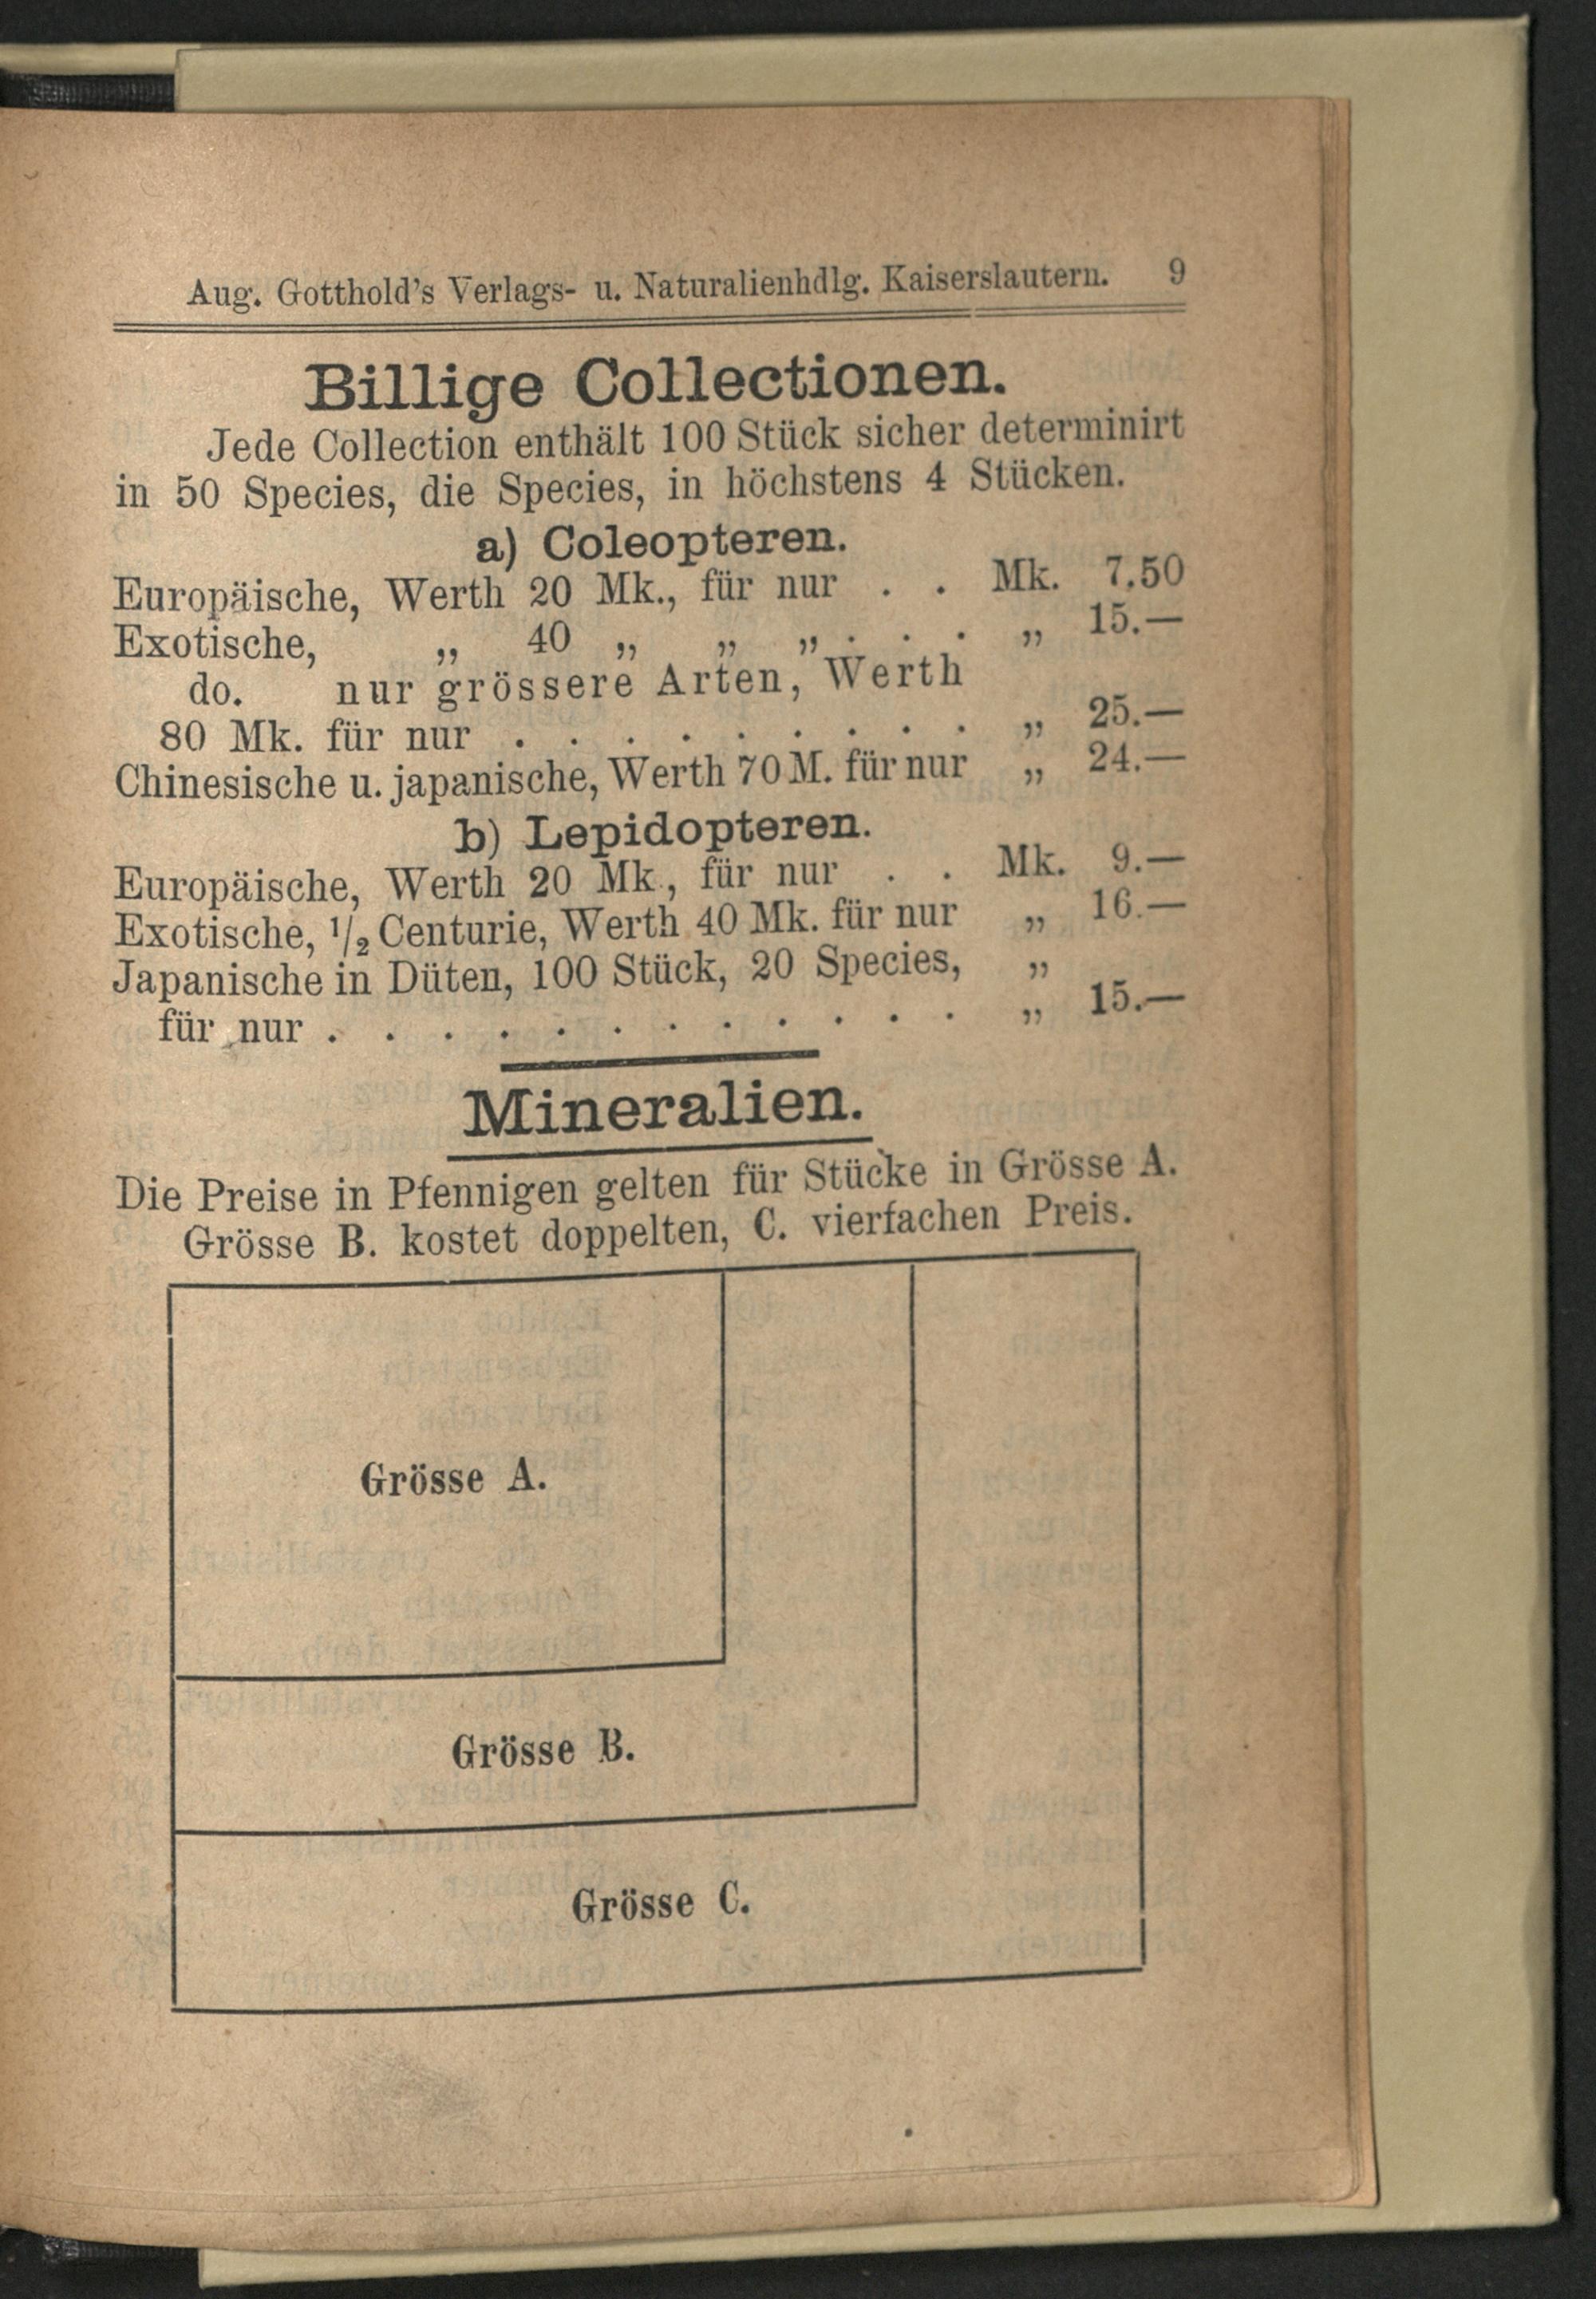 Aug. Gotthold's Verlags- u. Naturalienhdlg. Kaiserslautern. 9
Billige Collectionen.
Jede Collection enthält 100 Stück sicher determinirt
in 50 Species, die Species, in höchstens 4 Stücken.
a) Coleopteren.
Europäische, Werth 20 Mk., für nur . . Mk. 7.50
Exotische, „ 40 „ „ „ . . . „ 15.—
do. nur grössere Arten, Werth
80 Mk. für nur . . . . . . . . . „ 25.—
Chinesische u. japanische, Werth 70 M. für nur „ 24.—
b) Lepidopteren.
Europäische, Werth 20 Mk., für nur . . Mk. 9.—
Exotische, 1/2 Centurie, Werth 40 Mk. für nur „ 16.—
Japanische in Düten, 100 Stück, 20 Species, „
für nur . . . . . . . . . . . . „ 15.—
Mineralien.
Die Preise in Pfennigen gelten für Stücke in Grösse A.
Grösse B. kostet doppelten, C. vierfachen Preis.
Grösse A.
Grösse B.
Grösse C.